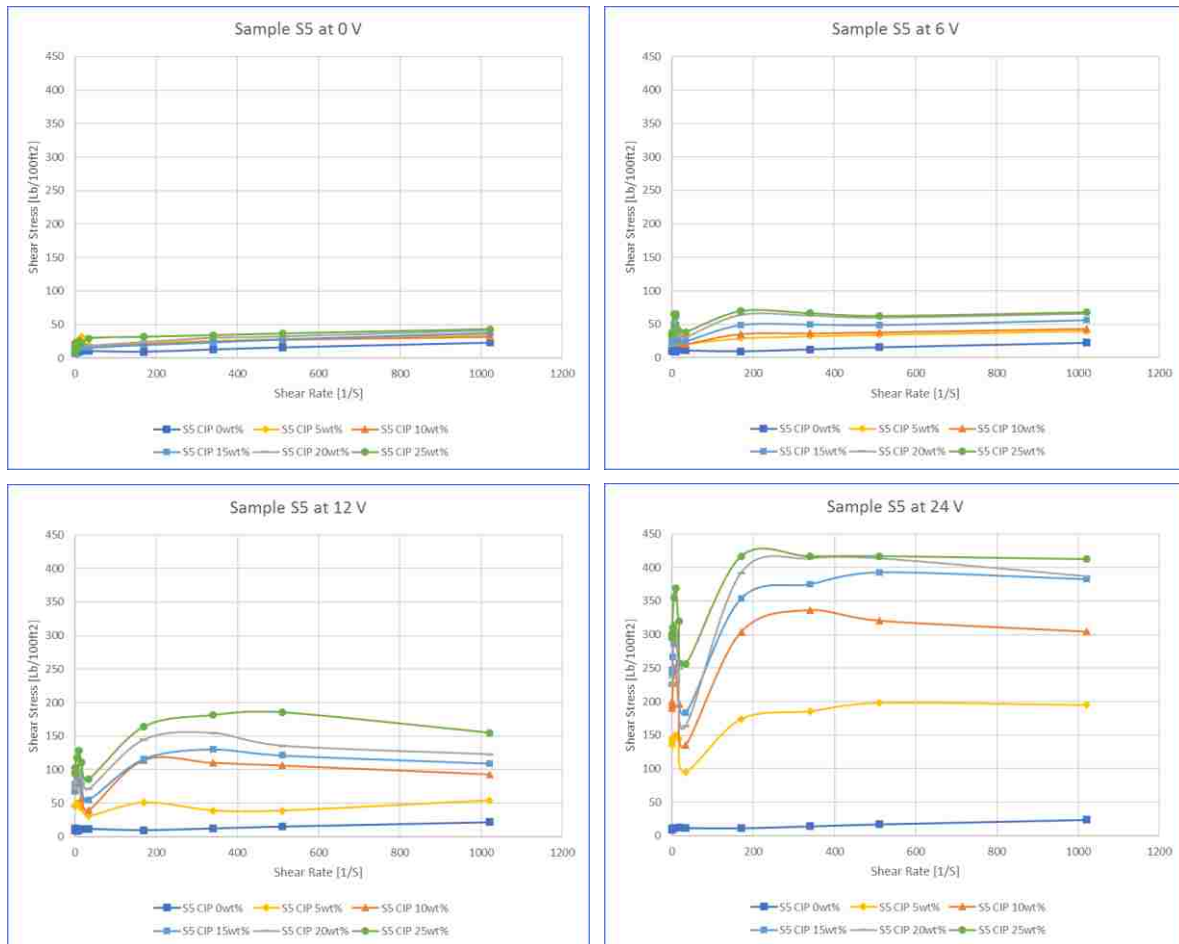 Sample S5 at 0 V
450
400
350
300
250
200
150
100
50
0
Shear Stress [Lb/100ft2]
0 200 400 600 800 1000 1200
Shear Rate [1/S]
S5 CIP 0wt% S5 CIP 5wt% S5 CIP 10wt%
S5 CIP 15wt% S5 CIP 20wt% S5 CIP 25wt%
Sample S5 at 6 V
450
400
350
300
250
200
150
100
50
0
Shear Stress [Lb/100ft2]
0 200 400 600 800 1000 1200
Shear Rate [1/S]
S5 CIP 0wt% S5 CIP 5wt% S5 CIP 10wt%
S5 CIP 15wt% S5 CIP 20wt% S5 CIP 25wt%
Sample S5 at 12 V
450
400
350
300
250
200
150
100
50
0
Shear Stress [Lb/100ft2]
0 200 400 600 800 1000 1200
Shear Rate [1/S]
S5 CIP 0wt% S5 CIP 5wt% S5 CIP 10wt%
S5 CIP 15wt% S5 CIP 20wt% S5 CIP 25wt%
Sample S5 at 24 V
450
400
350
300
250
200
150
100
50
0
Shear Stress [Lb/100ft2]
0 200 400 600 800 1000 1200
Shear Rate [1/S]
S5 CIP 0wt% S5 CIP 5wt% S5 CIP 10wt%
S5 CIP 15wt% S5 CIP 20wt% S5 CIP 25wt%